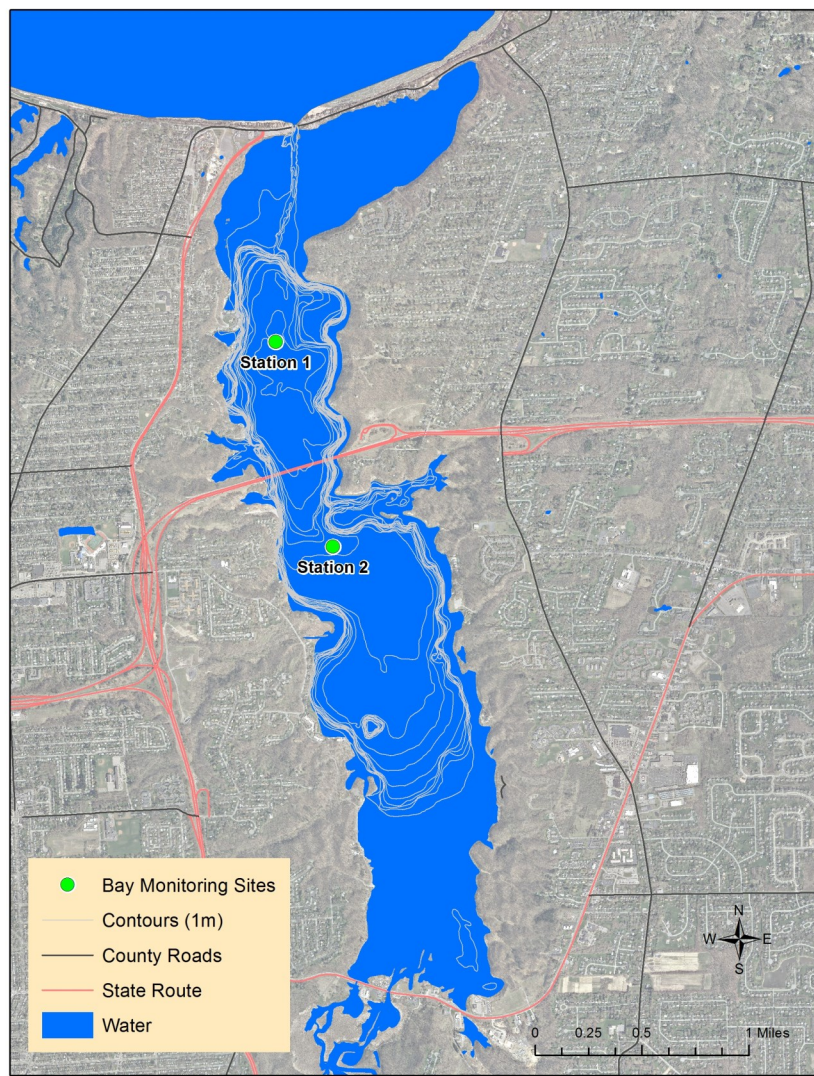 Station 1
Station 2
Bay Monitoring Sites
Contours (1m)
County Roads
State Route
Water
N
W E
S
0 0.25 0.5 1 Miles